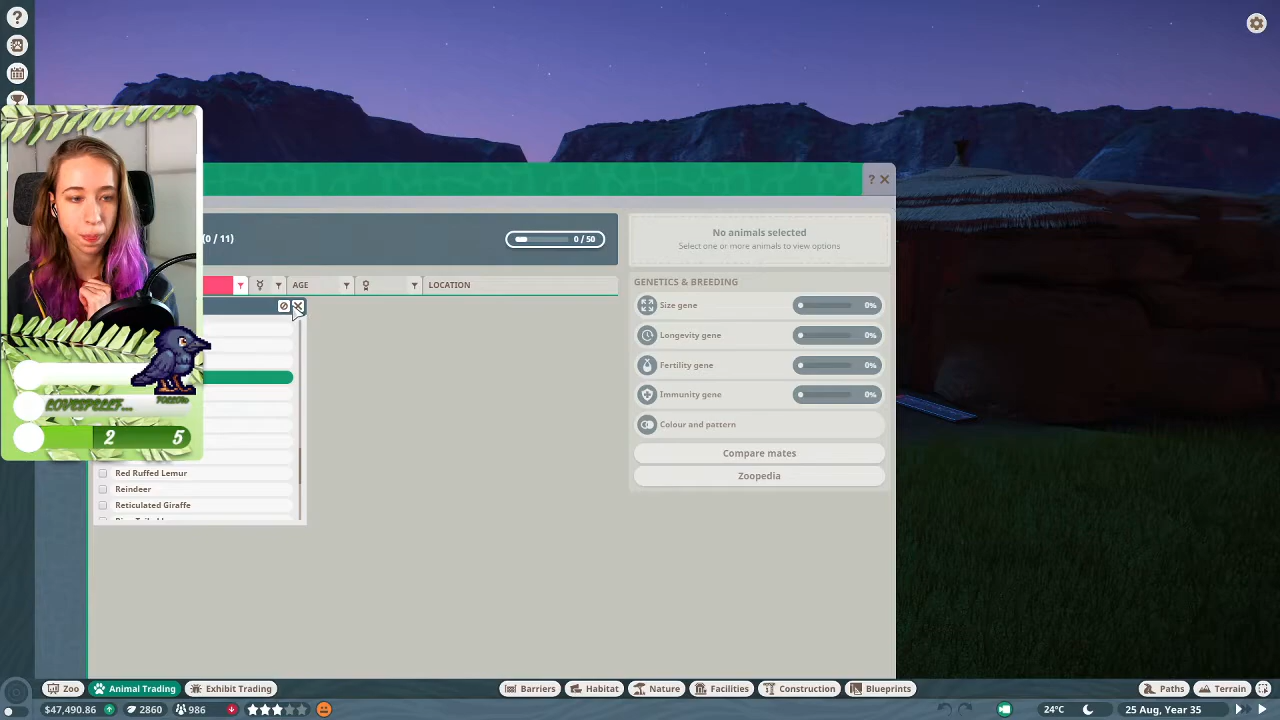 ?
? ×
(0 / 11)
0 / 50
No animals selected
Select one or more animals to view options
AGE
LOCATION
GENETICS & BREEDING
Size gene
0%
Longevity gene
0%
Fertility gene
0%
Immunity gene
0%
Colour and pattern
Compare mates
Zoopedia
FOLLOW
2 5
Red Ruffed Lemur
Reindeer
Reticulated Giraffe
Zoo
Animal Trading
Exhibit Trading
Barriers
Habitat
Nature
Facilities
Construction
Blueprints
Paths
Terrain
$47,490.86
2860
986
24°C
25 Aug, Year 35